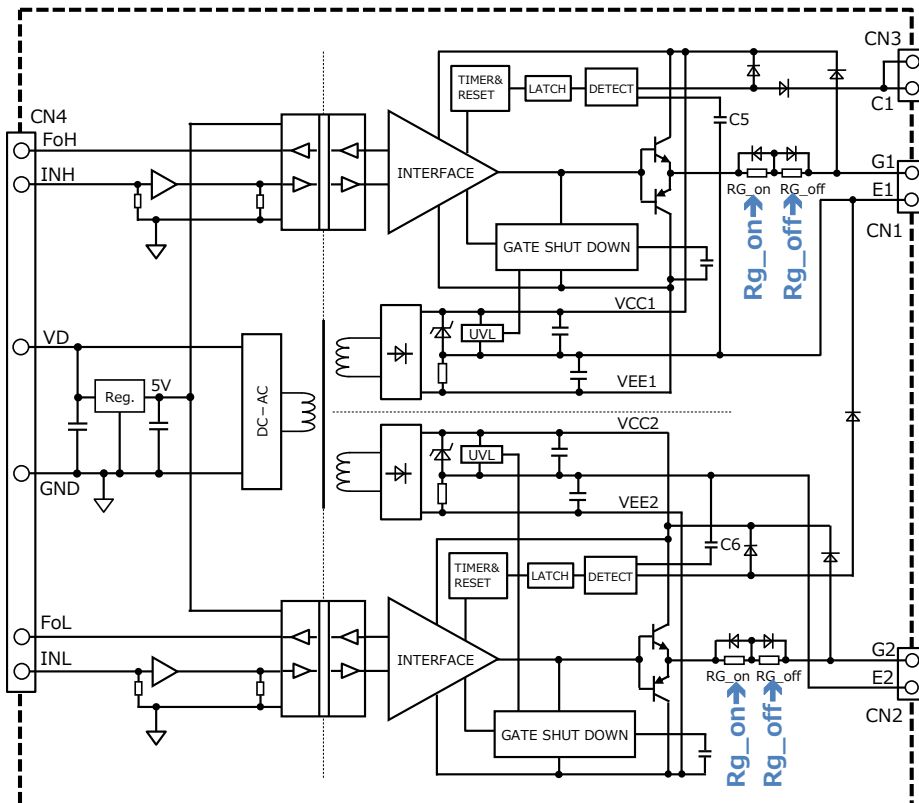 CN3
TIMER&
RESET
LATCH
DETECT
C1
CN4
C5
FoH
INH
INTERFACE
G1
RG_on
RG_off
E1
CN1
Rg_on
Rg_off
GATE SHUT DOWN
VCC1
UVL
VD
VEE1
Reg.
5V
DC－AC
VCC2
UVL
GND
VEE2
C6
TIMER&
RESET
LATCH
DETECT
FoL
INL
INTERFACE
G2
RG_on
RG_off
E2
CN2
Rg_on
Rg_off
GATE SHUT DOWN